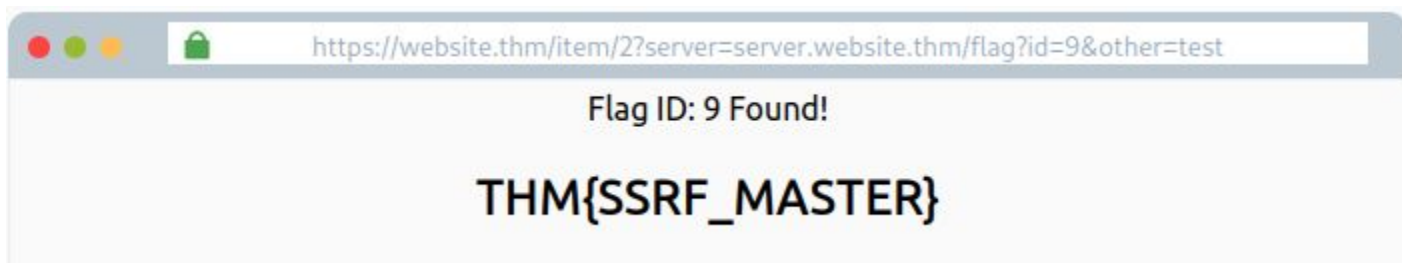 https://website.thm/item/2?server=server.website.thm/flag?id=9&other=test
Flag ID: 9 Found!
THM{SSRF_MASTER}